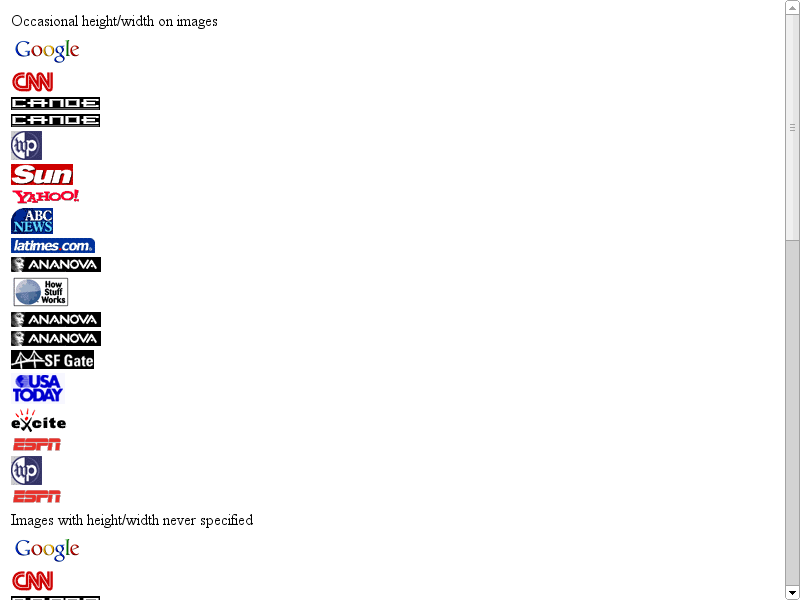 Occasional height/width on images
Google
CNN
CANOE
CANOE
wp
Sun
YAHOO!
ABC
NEWS
latimes.com
ANANOVA
How
Stuff
Works
ANANOVA
ANANOVA
SF Gate
USA
TODAY
excite
ESPN
wp
ESPN
Images with height/width never specified
Google
CNN